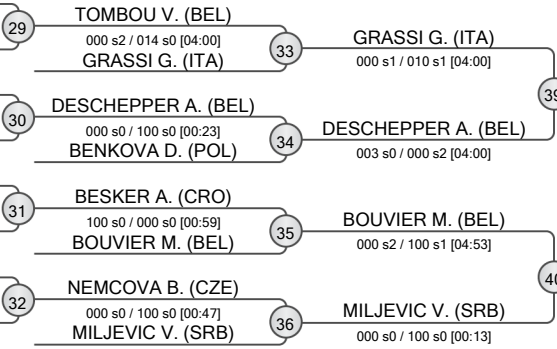 29
TOMBOU V. (BEL)
000 s2 / 014 s0 [04:00]
GRASSI G. (ITA)
33
GRASSI G. (ITA)
000 s1 / 010 s1 [04:00]
39
30
DESCHEPPER A. (BEL)
000 s0 / 100 s0 [00:23]
BENKOVA D. (POL)
34
DESCHEPPER A. (BEL)
003 s0 / 000 s2 [04:00]
31
BESKER A. (CRO)
100 s0 / 000 s0 [00:59]
BOUVIER M. (BEL)
35
BOUVIER M. (BEL)
000 s2 / 100 s1 [04:53]
40
32
NEMCOVA B. (CZE)
000 s0 / 100 s0 [00:47]
MILJEVIC V. (SRB)
36
MILJEVIC V. (SRB)
000 s0 / 100 s0 [00:13]